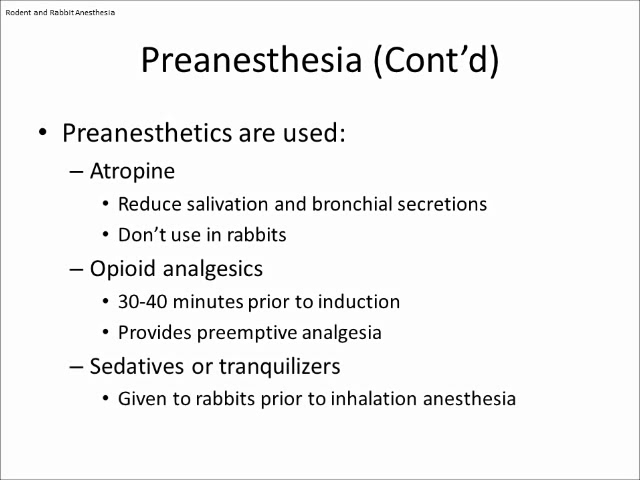 Rodent and Rabbit Anesthesia
Preanesthesia (Cont’d)
• Preanesthetics are used:
– Atropine
• Reduce salivation and bronchial secretions
• Don’t use in rabbits
– Opioid analgesics
• 30-40 minutes prior to induction
• Provides preemptive analgesia
– Sedatives or tranquilizers
• Given to rabbits prior to inhalation anesthesia